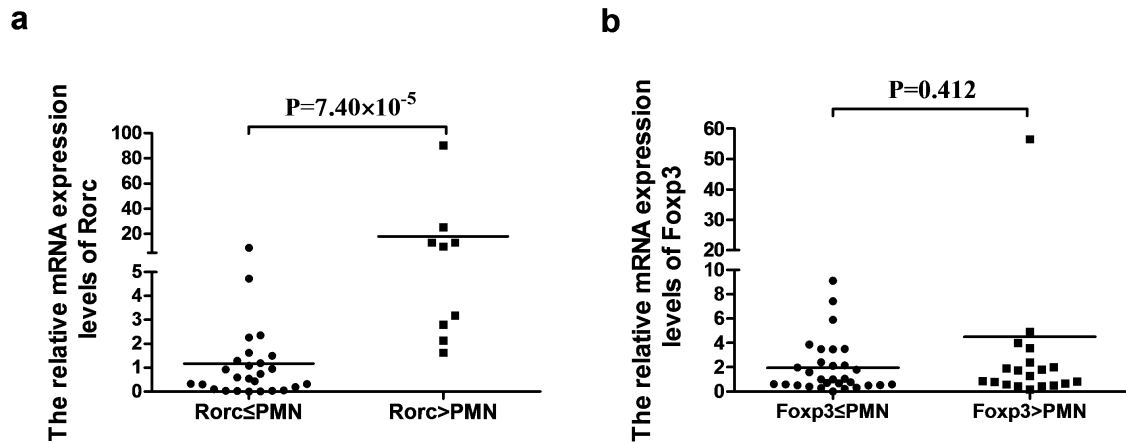 a
P=7.40×10-5
The relative mRNA expression
levels of Rorc
100
80
60
40
20
5
4
3
2
1
0
Rorc≤PMN
Rorc>PMN
b
P=0.412
The relative mRNA expression
levels of Foxp3
60
50
40
30
20
10
8
6
4
2
0
Foxp3≤PMN
Foxp3>PMN